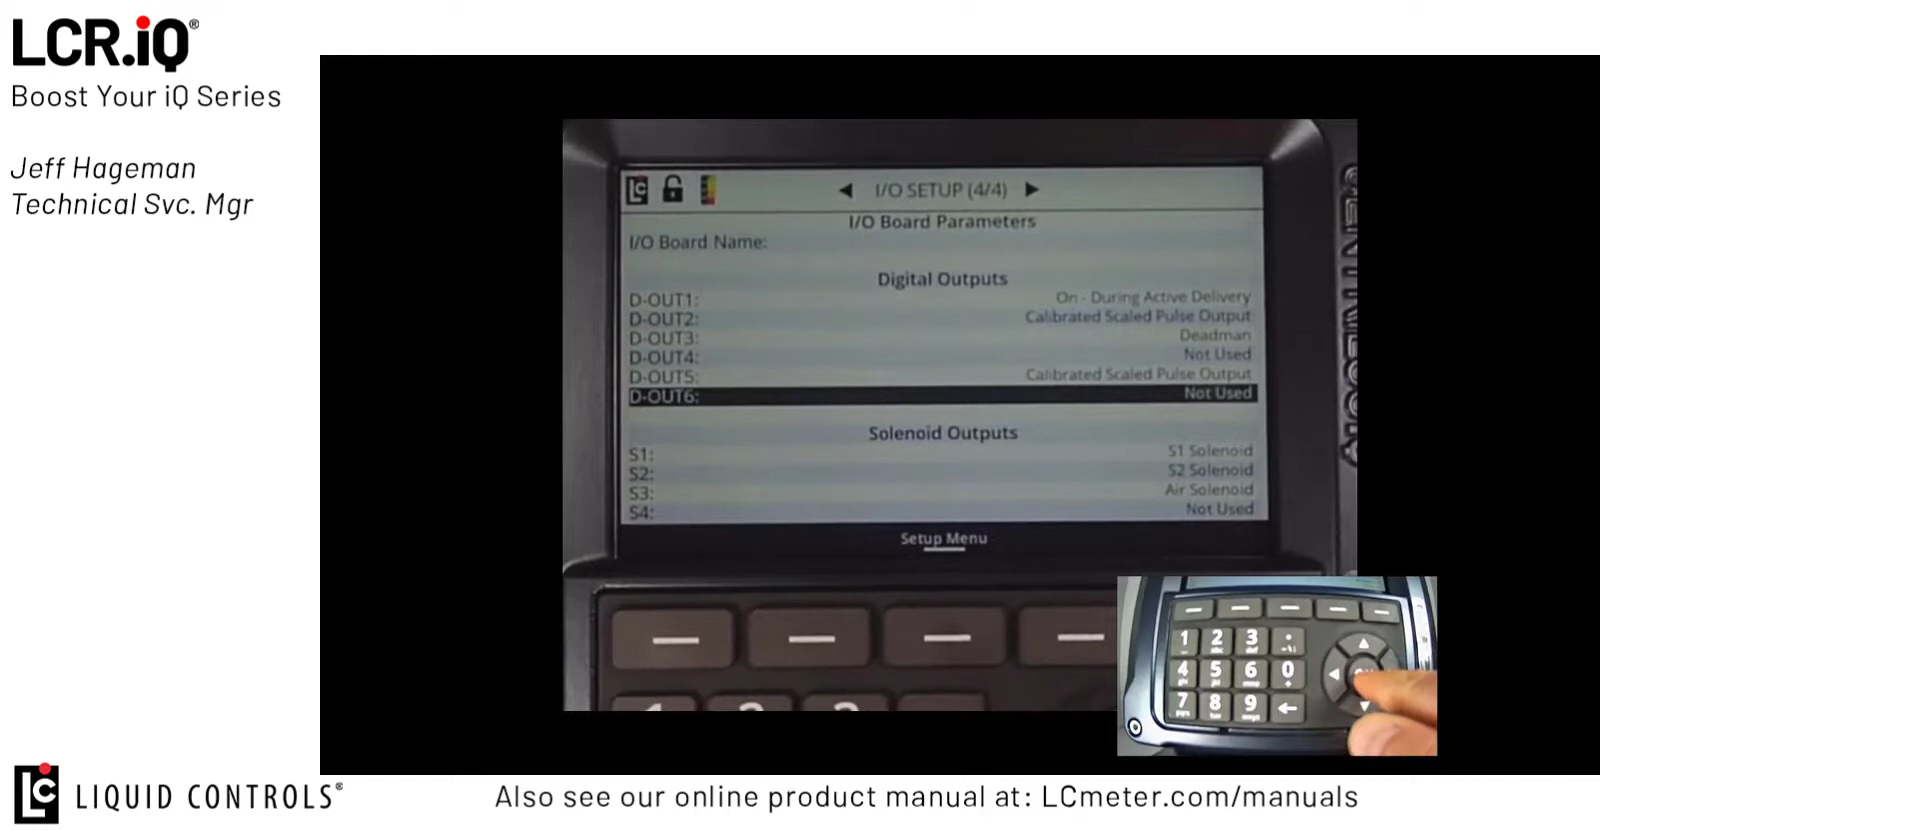 LCR.iQ®
Boost Your iQ Series
Jeff Hageman
Technical Svc. Mgr
LC
I/O SETUP (4/4)
I/O Board Parameters
I/O Board Name:
Digital Outputs
D-OUT1: On - During Active Delivery
D-OUT2: Calibrated Scaled Pulse Output
D-OUT3: Deadman
D-OUT4: Not Used
D-OUT5: Calibrated Scaled Pulse Output
D-OUT6: Not Used
Solenoid Outputs
S1: S1 Solenoid
S2: S2 Solenoid
S3: Air Solenoid
S4: Not Used
Setup Menu
1 2 3
4 5 6 0
7 8 9
LC LIQUID CONTROLS®
Also see our online product manual at: LCmeter.com/manuals